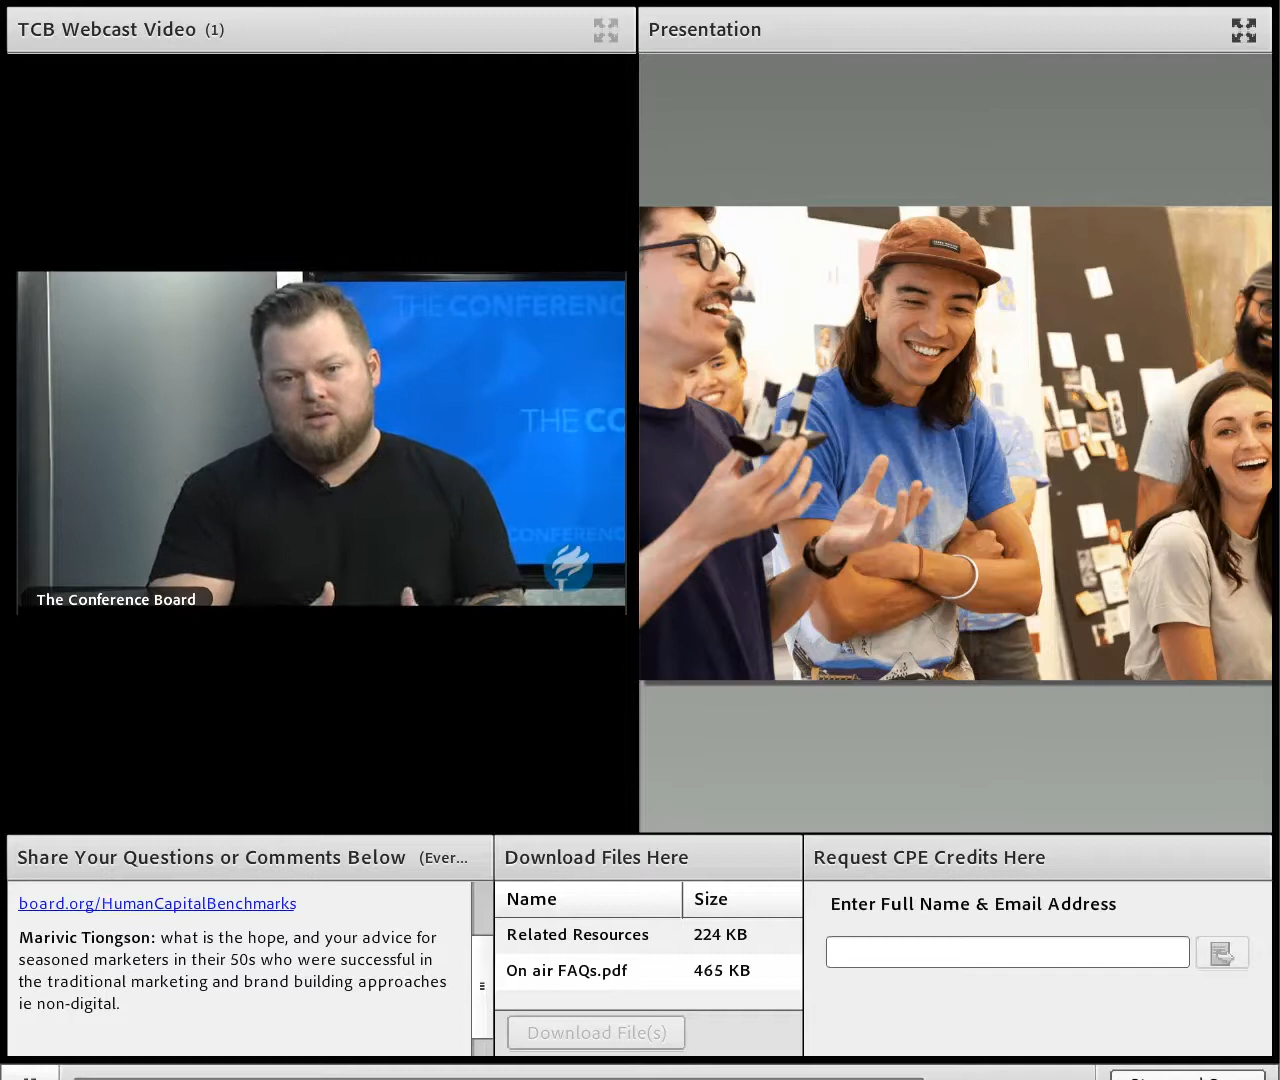 TCB Webcast Video (1)
Presentation
THE CONFERENC
THE CO
CONFERENC
The Conference Board
Share Your Questions or Comments Below (Ever...
board.org/HumanCapitalBenchmarks
Marivic Tiongson: what is the hope, and your advice for
seasoned marketers in their 50s who were successful in
the traditional marketing and brand building approaches
ie non-digital.
Download Files Here
Name Size
Related Resources 224 KB
On air FAQs.pdf 465 KB
Download File(s)
Request CPE Credits Here
Enter Full Name & Email Address